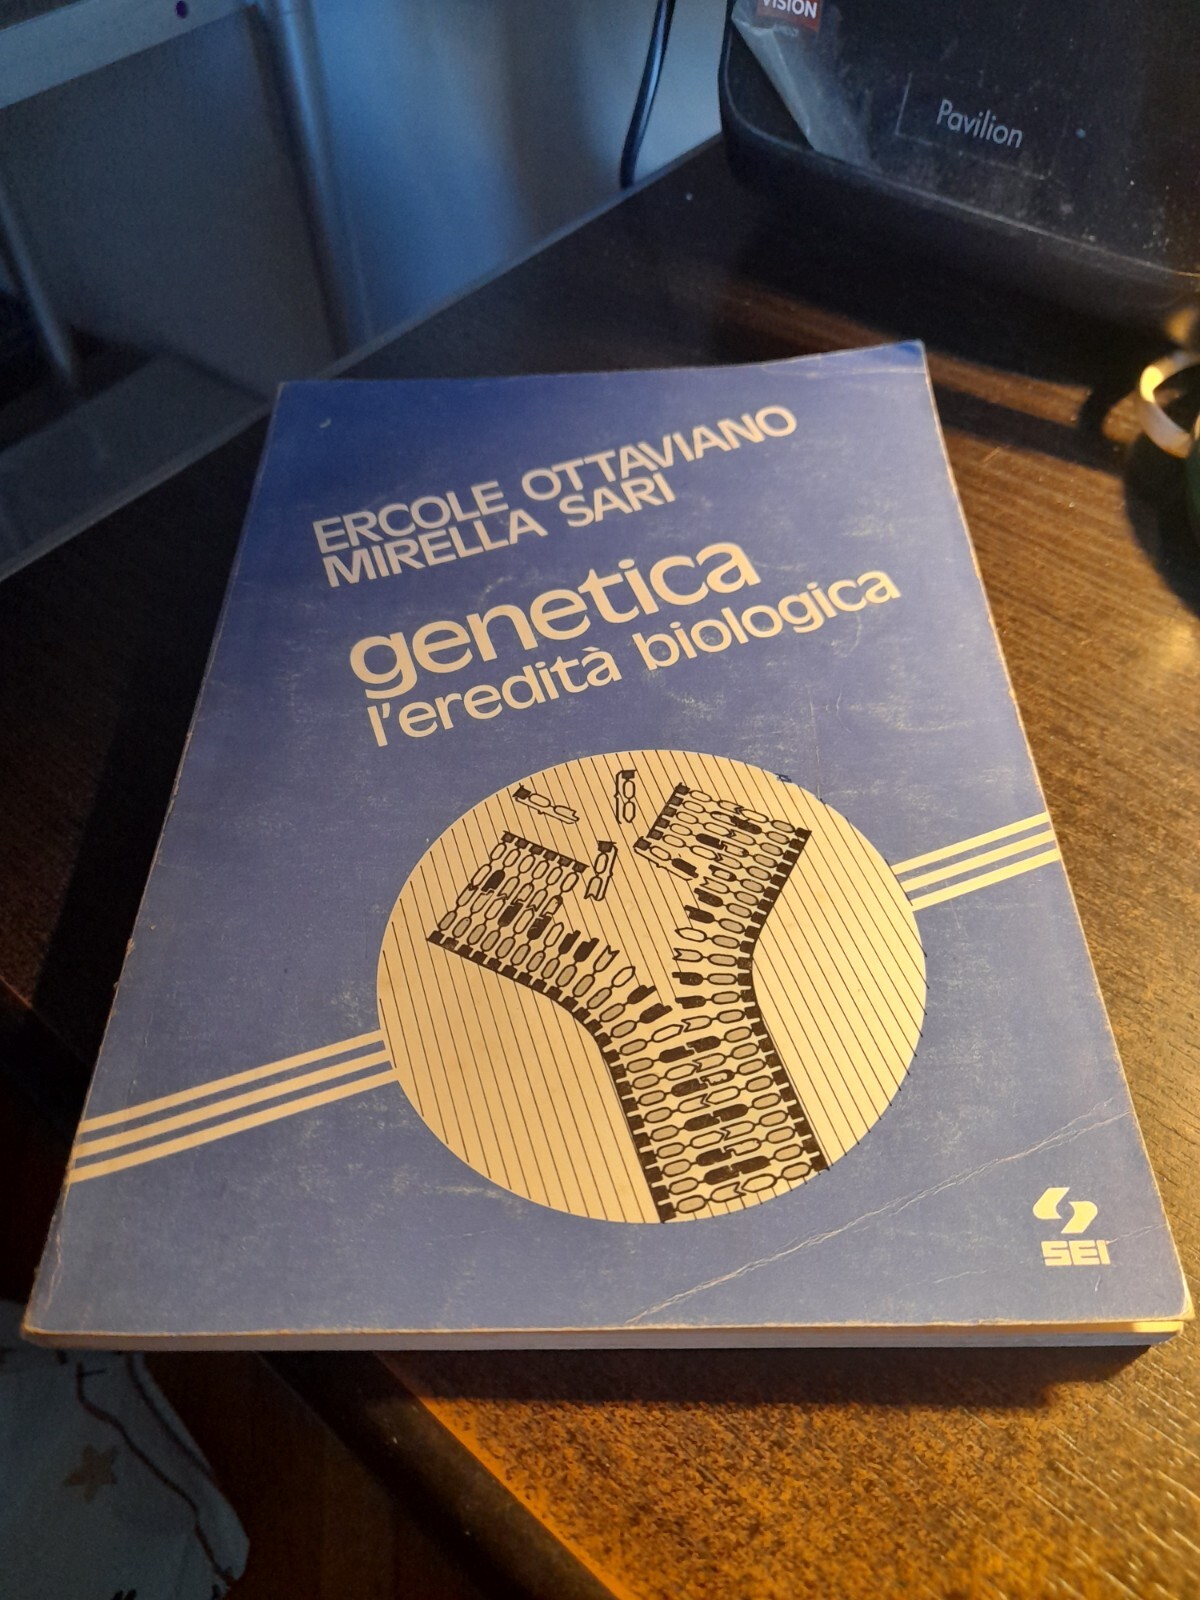 VISION
Pavilion
ERCOLE OTTAVIANO
MIRELLA SARI
genetica
l'eredità biologica
SEI